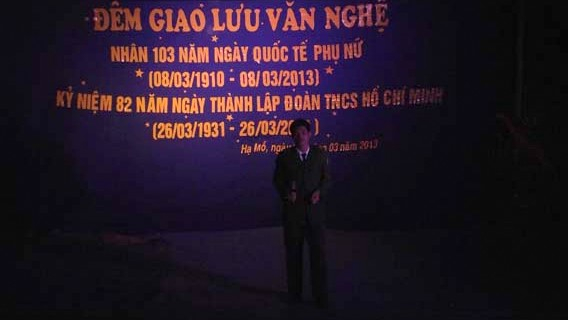 ĐÊM GIAO LƯU VĂN NGHỆ
NHÂN 103 NĂM NGÀY QUỐC TẾ PHỤ NỮ
(08/03/1910 - 08/03/2013)
KỶ NIỆM 82 NĂM NGÀY THÀNH LẬP ĐOÀN TNCS HỒ CHÍ MINH
(26/03/1931 - 26/03/
Hạ Mỗ, ngày 03 năm 2013